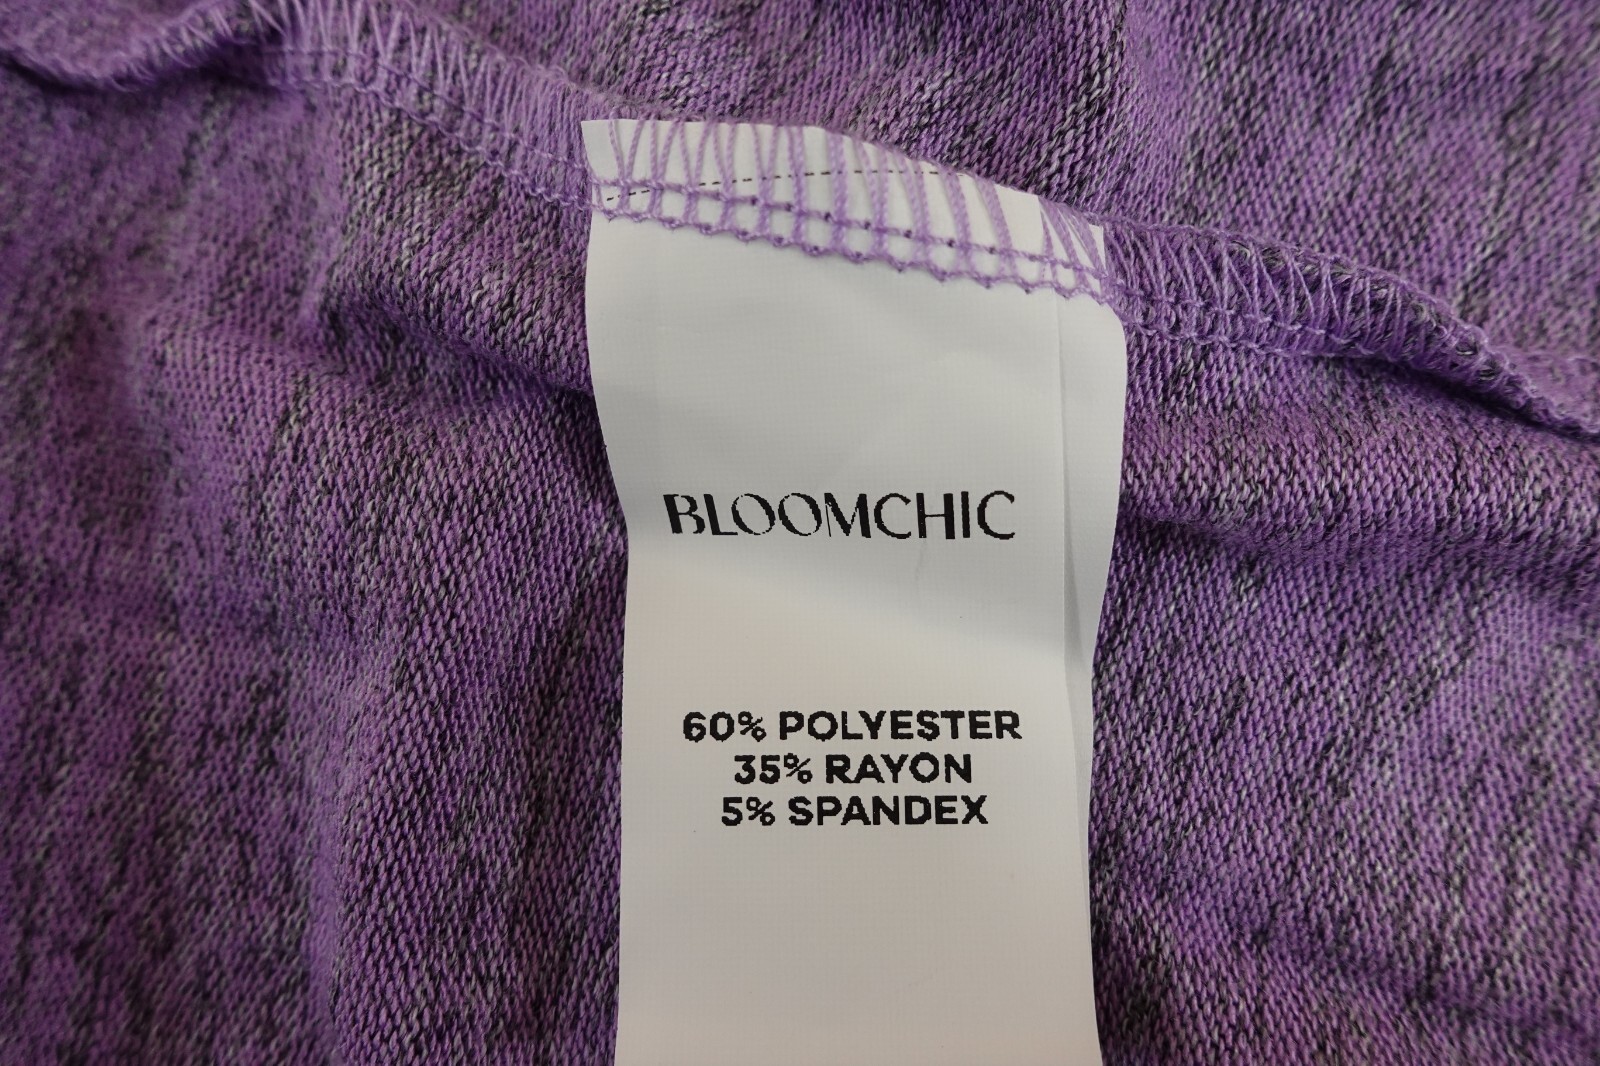 BLOOMCHIC
60% POLYESTER
35% RAYON
5% SPANDEX